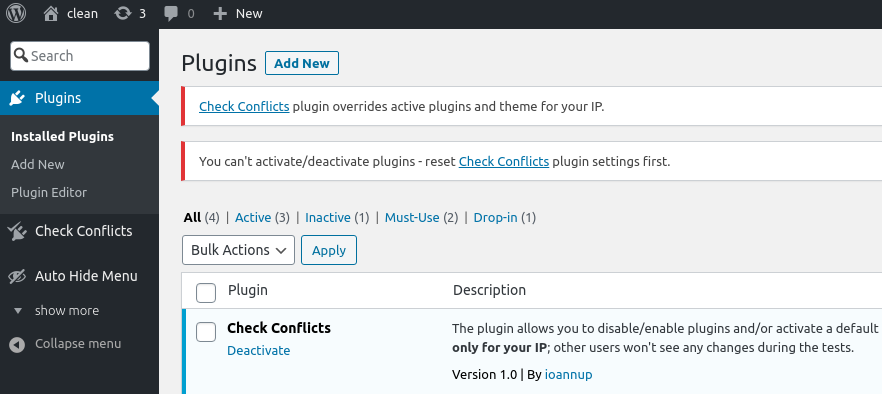 clean 3 0 New
Search
Plugins
Installed Plugins
Add New
Plugin Editor
Check Conflicts
Auto Hide Menu
show more
Collapse menu
Plugins Add New
Check Conflicts plugin overrides active plugins and theme for your IP.
You can't activate/deactivate plugins - reset Check Conflicts plugin settings first.
All (4) | Active (3) | Inactive (1) | Must-Use (2) | Drop-in (1)
Bulk Actions Apply
Plugin Description
Check Conflicts
Deactivate
The plugin allows you to disable/enable plugins and/or activate a default
only for your IP; other users won't see any changes during the tests.
Version 1.0 | By ioannup